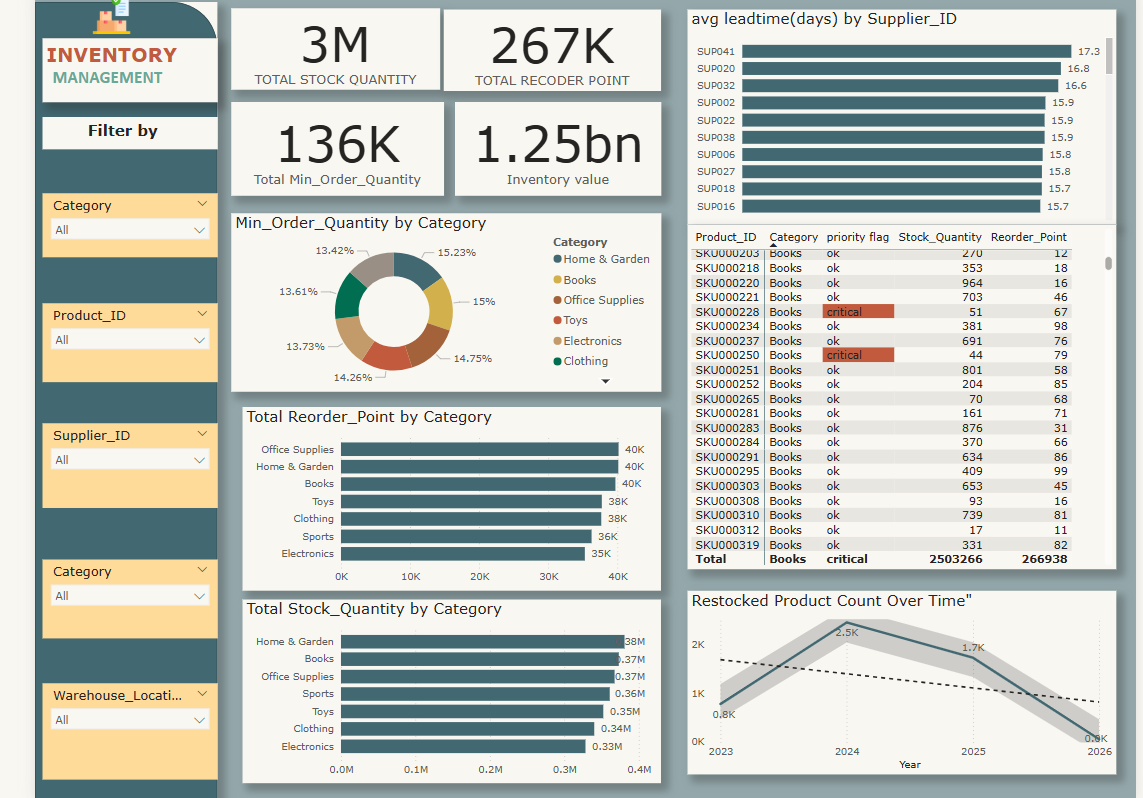 INVENTORY
MANAGEMENT
Filter by
Category
All
Product_ID
All
Supplier_ID
All
Category
All
Warehouse_Locati...
All
3M
TOTAL STOCK QUANTITY
267K
TOTAL RECODER POINT
136K
Total Min_Order_Quantity
1.25bn
Inventory value
Min_Order_Quantity by Category
13.42%
15.23%
13.61%
15%
13.73%
14.75%
14.26%
Category
Home & Garden
Books
Office Supplies
Toys
Electronics
Clothing
Total Reorder_Point by Category
Office Supplies 40K
Home & Garden 40K
Books 40K
Toys 38K
Clothing 38K
Sports 36K
Electronics 35K
0K 10K 20K 30K 40K
Total Stock_Quantity by Category
Home & Garden 38M
Books 0.37M
Office Supplies 0.37M
Sports 0.36M
Toys 0.35M
Clothing 0.34M
Electronics 0.33M
0.0M 0.1M 0.2M 0.3M 0.4M
avg leadtime(days) by Supplier_ID
SUP041 17.3
SUP020 16.8
SUP032 16.6
SUP002 15.9
SUP022 15.9
SUP038 15.9
SUP006 15.8
SUP027 15.8
SUP018 15.7
SUP016 15.7
Product_ID Category priority flag Stock_Quantity Reorder_Point
SKU000203 Books ok 270 12
SKU000218 Books ok 353 18
SKU000220 Books ok 964 16
SKU000221 Books ok 703 46
SKU000228 Books critical 51 67
SKU000234 Books ok 381 98
SKU000237 Books ok 691 76
SKU000250 Books critical 44 79
SKU000251 Books ok 801 58
SKU000252 Books ok 204 85
SKU000265 Books ok 70 68
SKU000281 Books ok 161 71
SKU000283 Books ok 876 31
SKU000284 Books ok 370 66
SKU000291 Books ok 634 86
SKU000295 Books ok 409 99
SKU000303 Books ok 653 45
SKU000308 Books ok 93 16
SKU000310 Books ok 739 81
SKU000312 Books ok 17 11
SKU000319 Books ok 331 82
Total Books critical 2503266 266938
Restocked Product Count Over Time"
2K
1K
0K
0.8K
2.5K
1.7K
0.0K
2023 2024 2025 2026
Year